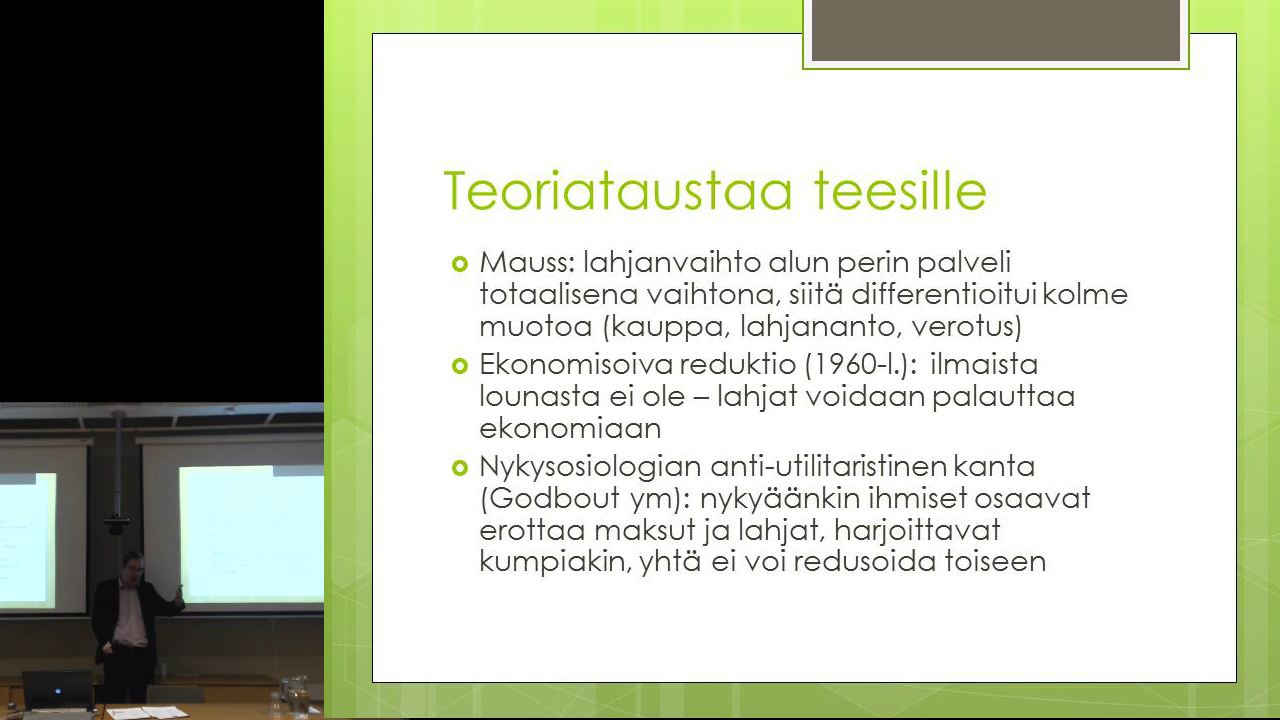 Teoriataustaa teesille
Mauss: lahjanvaihto alun perin palveli
totaalisena vaihtona, siitä differentioitui kolme
muotoa (kauppa, lahjananto, verotus)
Ekonomisoiva reduktio (1960-l.): ilmaista
lounasta ei ole – lahjat voidaan palauttaa
ekonomiaan
Nykysosiologian anti-utilitaristinen kanta
(Godbout ym): nykyäänkin ihmiset osaavat
erottaa maksut ja lahjat, harjoittavat
kumpiakin, yhtä ei voi redusoida toiseen